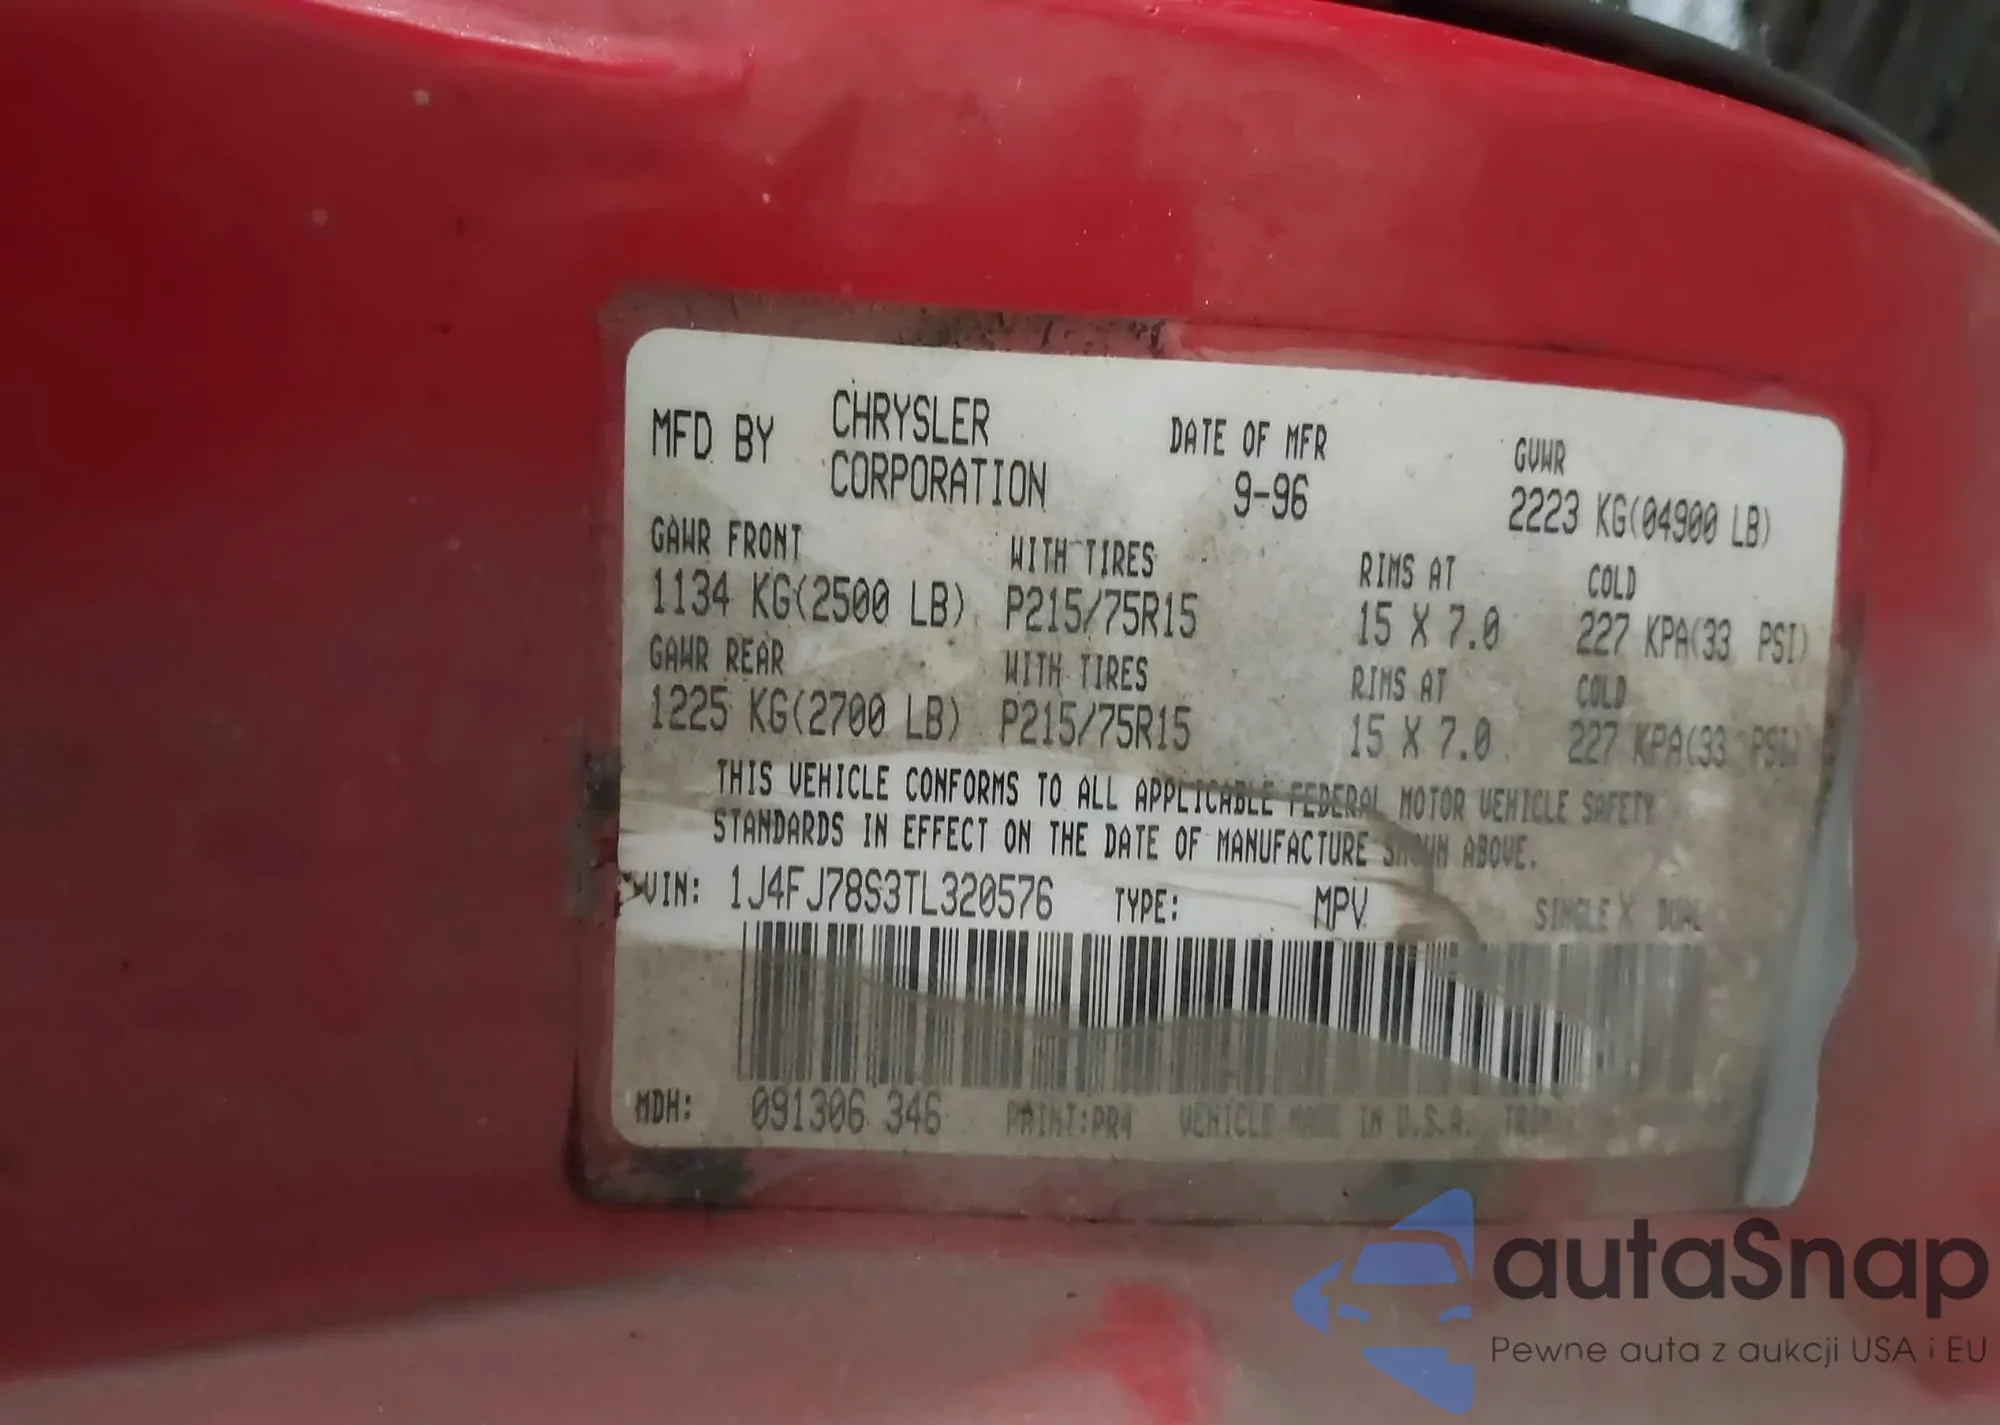 MFD BY CHRYSLER CORPORATION DATE OF MFR 9-96 GVWR 2223 KG(04900 LB)
GAWR FRONT WITH TIRES RIMS AT COLD
1134 KG(2500 LB) P215/75R15 15 X 7.0 227 KPA(33 PSI)
GAWR REAR WITH TIRES RIMS AT COLD
1225 KG(2700 LB) P215/75R15 15 X 7.0 227 KPA(33 PSI)
THIS VEHICLE CONFORMS TO ALL APPLICABLE FEDERAL MOTOR VEHICLE SAFETY
STANDARDS IN EFFECT ON THE DATE OF MANUFACTURE SHOWN ABOVE.
VIN: 1J4FJ78S3TL320576 TYPE: MPV SINGLE X DUAL
MDH: 091306 346 PAINT:PR4 VEHICLE MADE IN U.S.A. TRIM:
autaSnap
Pewne auta z aukcji USA i EU